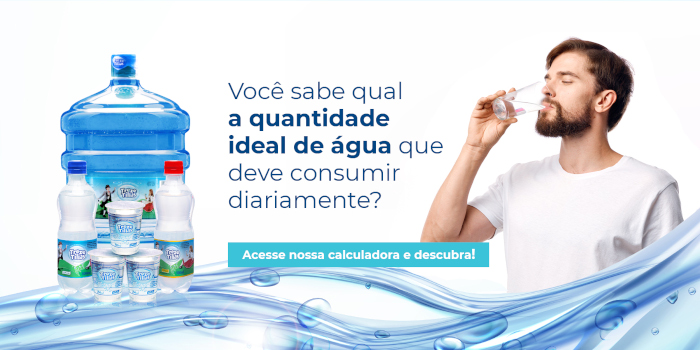 Você sabe qual
a quantidade
ideal de água que
deve consumir
diariamente?
Acesse nossa calculadora e descubra!